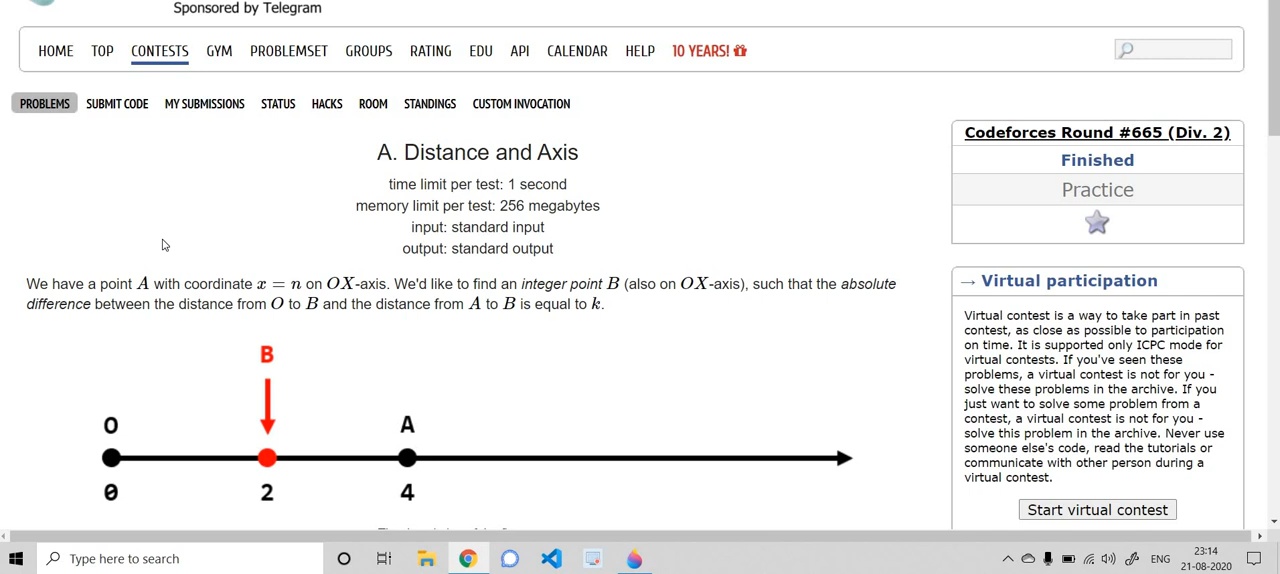 Sponsored by Telegram
HOME TOP CONTESTS GYM PROBLEMSET GROUPS RATING EDU API CALENDAR HELP 10 YEARS!
PROBLEMS SUBMIT CODE MY SUBMISSIONS STATUS HACKS ROOM STANDINGS CUSTOM INVOCATION
A. Distance and Axis
time limit per test: 1 second
memory limit per test: 256 megabytes
input: standard input
output: standard output
We have a point A with coordinate x = n on OX-axis. We'd like to find an integer point B (also on OX-axis), such that the absolute
difference between the distance from O to B and the distance from A to B is equal to k.
B
O A
0 2 4
Codeforces Round #665 (Div. 2)
Finished
Practice
→ Virtual participation
Virtual contest is a way to take part in past
contest, as close as possible to participation
on time. It is supported only ICPC mode for
virtual contests. If you've seen these
problems, a virtual contest is not for you -
solve these problems in the archive. If you
just want to solve some problem from a
contest, a virtual contest is not for you -
solve this problem in the archive. Never use
someone else's code, read the tutorials or
communicate with other person during a
virtual contest.
Start virtual contest
Type here to search
ENG
23:14
21-08-2020